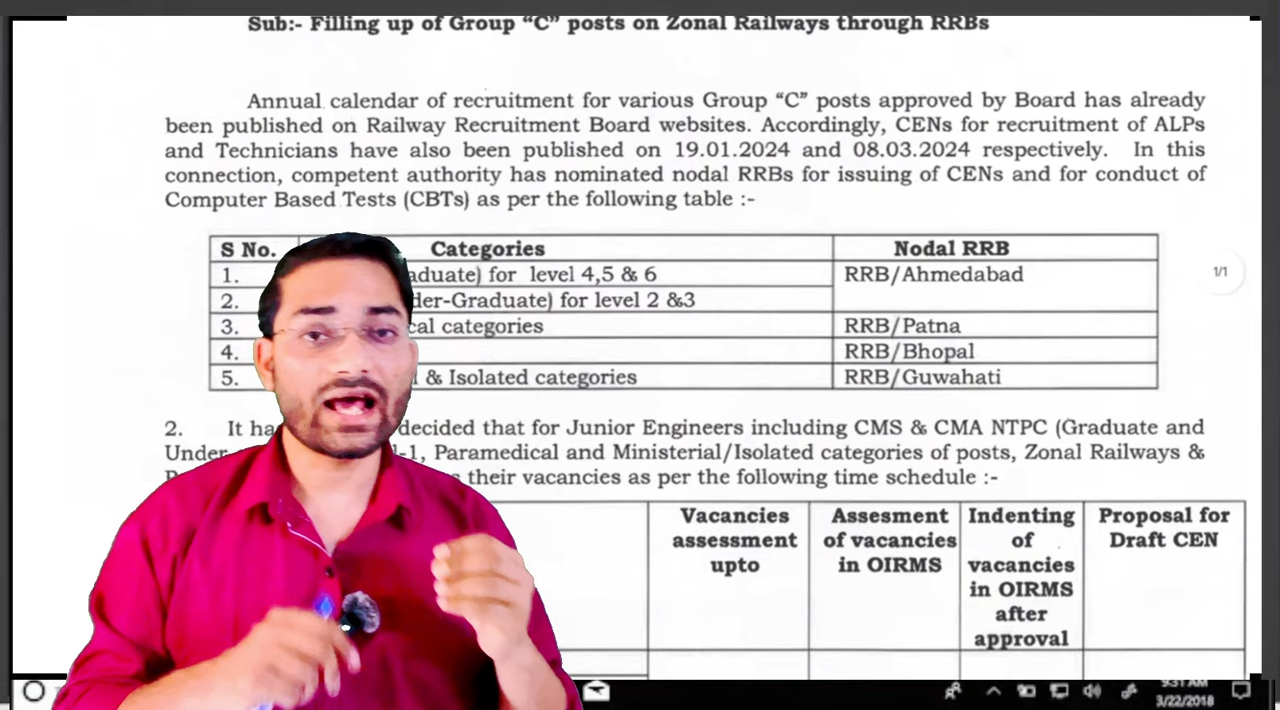 Sub:- Filling up of Group “C” posts on Zonal Railways through RRBs
Annual calendar of recruitment for various Group “C” posts approved by Board has already
been published on Railway Recruitment Board websites. Accordingly, CENs for recruitment of ALPs
and Technicians have also been published on 19.01.2024 and 08.03.2024 respectively. In this
connection, competent authority has nominated nodal RRBs for issuing of CENs and for conduct of
Computer Based Tests (CBTs) as per the following table :-
S No. Categories Nodal RRB
1. for level 4,5 & 6 RRB/Ahmedabad
2. for level 2 &3
3. categories RRB/Patna
4. RRB/Bhopal
5. & Isolated categories RRB/Guwahati
1/1
2. It decided that for Junior Engineers including CMS & CMA NTPC (Graduate and
Under Paramedical and Ministerial/Isolated categories of posts, Zonal Railways &
their vacancies as per the following time schedule :-
Vacancies assessment upto
Assesment of vacancies in OIRMS
Indenting of vacancies in OIRMS after approval
Proposal for Draft CEN
9:31 AM
3/22/2018